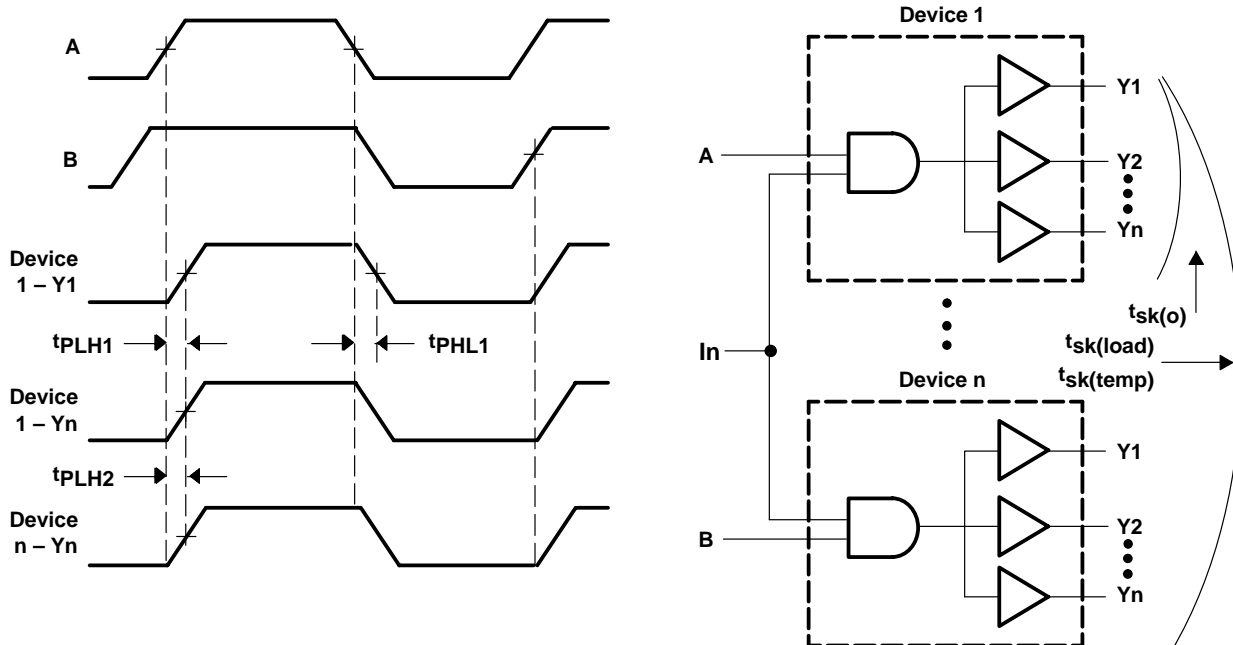 A
B
Device
1 – Y1
tPLH1
tPHL1
Device
1 – Yn
tPLH2
Device
n – Yn
Device 1
A
Y1
Y2
Yn
tsk(o)
In
tsk(load)
tsk(temp)
Device n
B
Y1
Y2
Yn